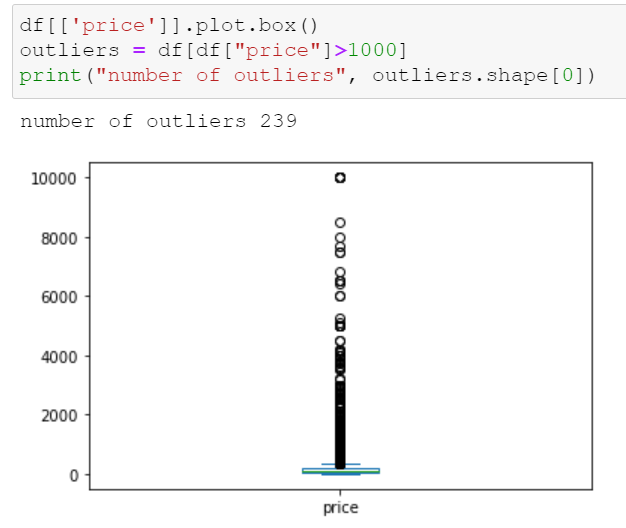 df[['price']].plot.box()
outliers = df[df["price"]>1000]
print("number of outliers", outliers.shape[0])
number of outliers 239
10000
8000
6000
4000
2000
0
price